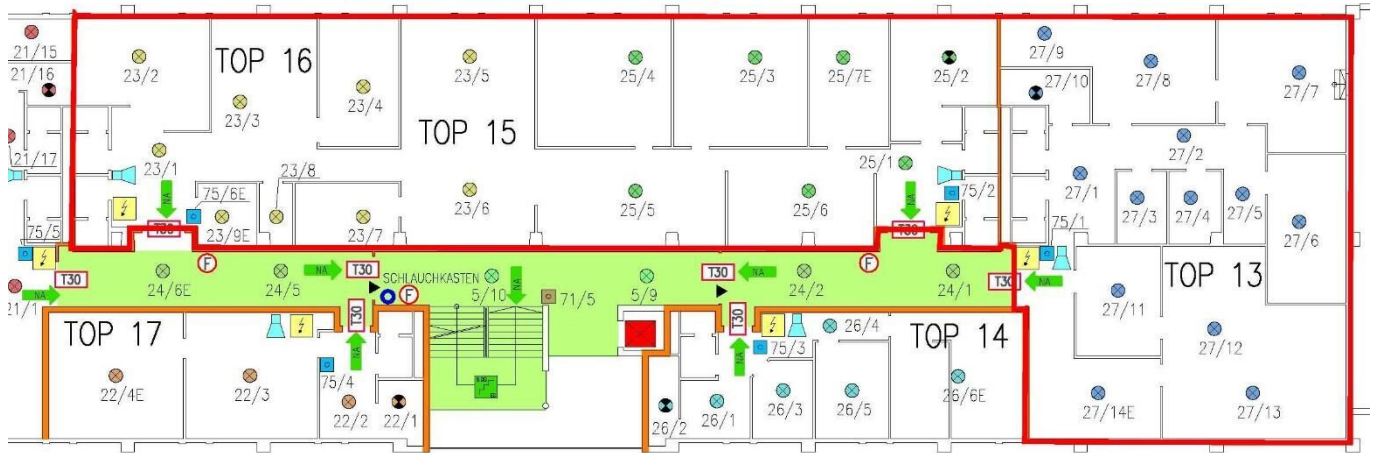 21/15
21/16
21/17
75/5
21/1
NA
T30
TOP 16
23/2
23/3
23/4
23/1
23/8
75/6E
NA
T30
23/9E
23/7
TOP 15
23/5
23/6
25/4
25/3
25/7E
25/2
25/5
25/6
25/1
75/2
NA
T30
27/9
27/10
27/8
27/7
27/2
27/1
27/3
27/4
27/5
27/6
75/1
TOP 13
27/11
27/12
27/14E
27/13
24/6E
24/5
NA
T30
SCHLAUCHKASTEN
F
F
5/10
NA
71/5
5/9
T30
NA
24/2
F
24/1
T30
NA
TOP 17
22/4E
22/3
75/4
22/2
22/1
T30
NA
T30
NA
75/3
26/4
TOP 14
26/2
26/1
26/3
26/5
26/6E